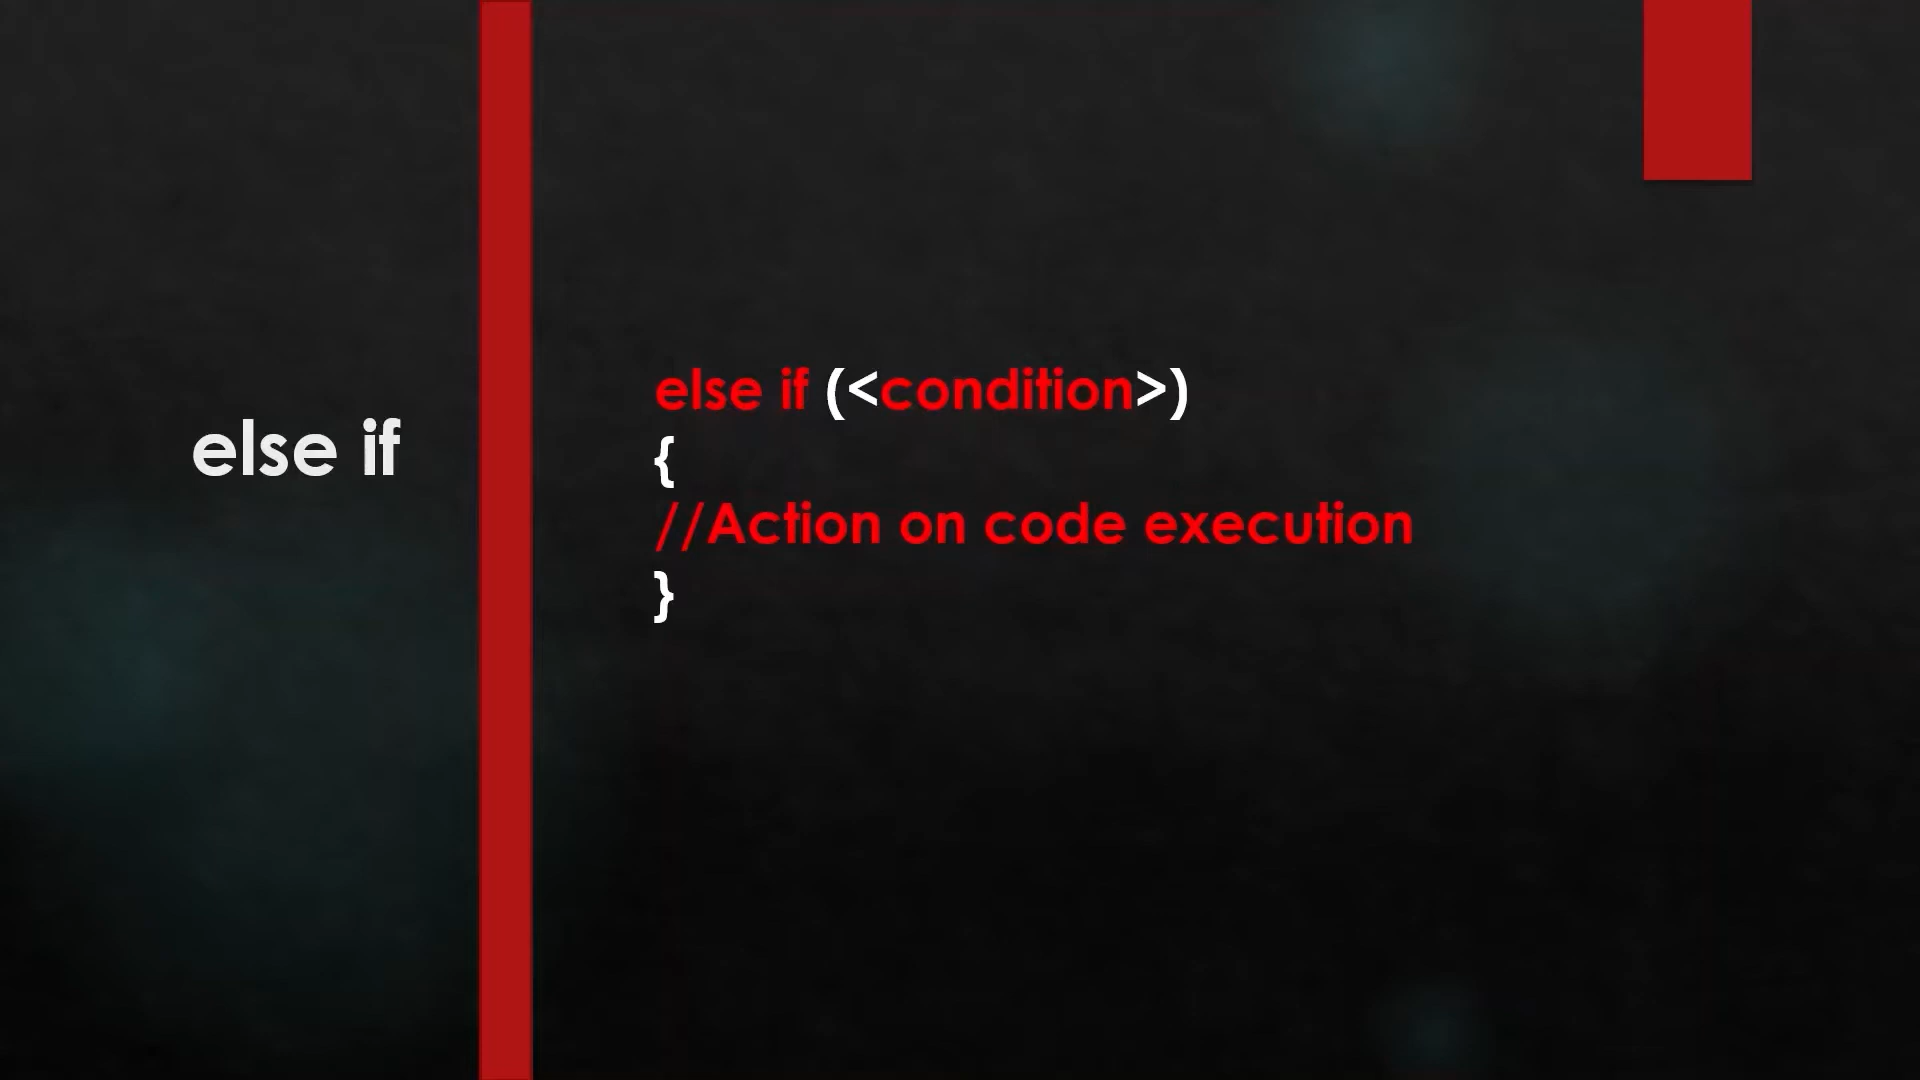 else if
else if (<condition>)
{
//Action on code execution
}